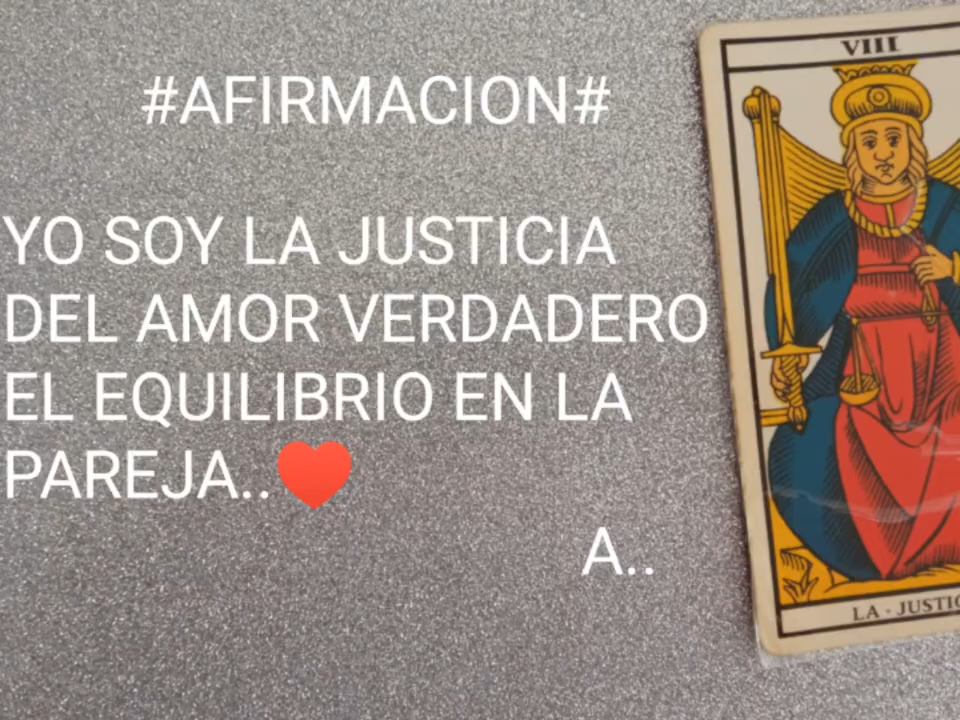 #AFIRMACION#
YO SOY LA JUSTICIA
DEL AMOR VERDADERO
EL EQUILIBRIO EN LA
PAREJA..❤️
A..
VIII
LA - JUSTIC